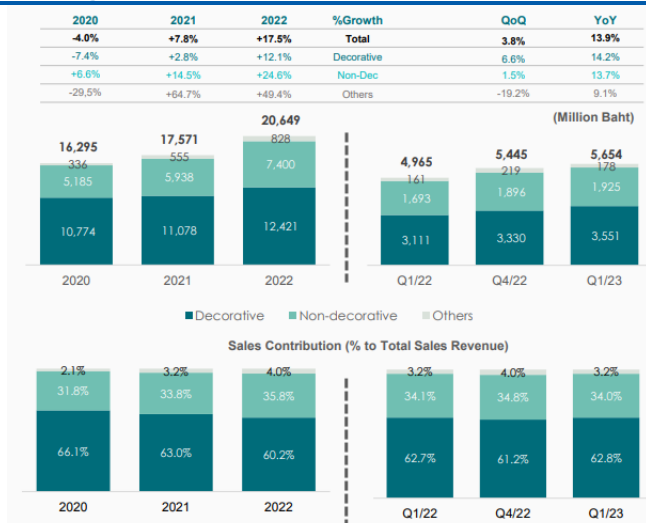 2020 2021 2022 %Growth QoQ YoY
-4.0% +7.8% +17.5% Total 3.8% 13.9%
-7.4% +2.8% +12.1% Decorative 6.6% 14.2%
+6.6% +14.5% +24.6% Non-Dec 1.5% 13.7%
-29,5% +64.7% +49.4% Others -19.2% 9.1%
(Million Baht)
16,295 17,571 20,649 4,965 5,445 5,654
336 555 828 161 219 178
5,185 5,938 7,400 1,693 1,896 1,925
10,774 11,078 12,421 3,111 3,330 3,551
2020 2021 2022 Q1/22 Q4/22 Q1/23
Decorative Non-decorative Others
Sales Contribution (% to Total Sales Revenue)
2.1% 3.2% 4.0% 3.2% 4.0% 3.2%
31.8% 33.8% 35.8% 34.1% 34.8% 34.0%
66.1% 63.0% 60.2% 62.7% 61.2% 62.8%
2020 2021 2022 Q1/22 Q4/22 Q1/23